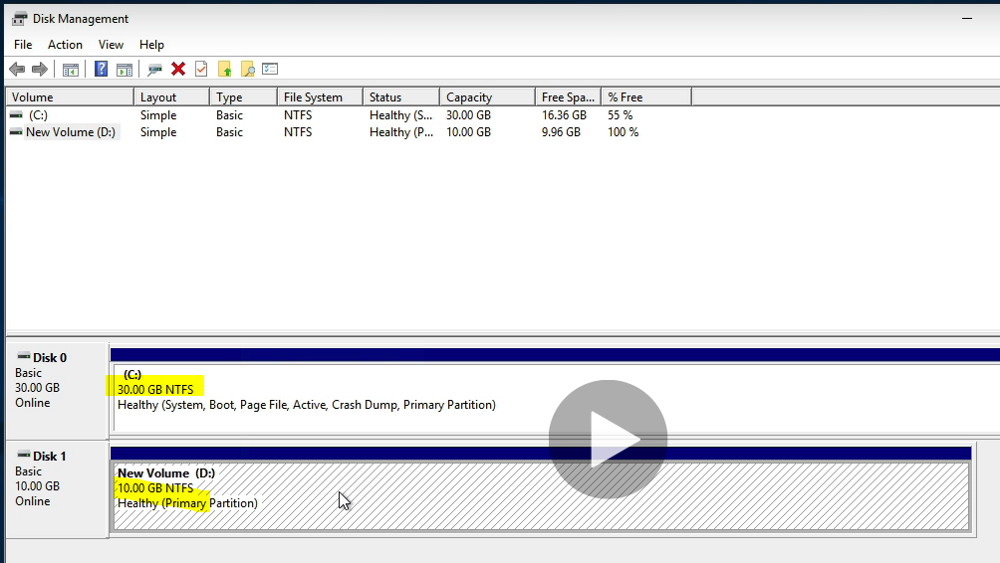 Disk Management
File Action View Help
Volume Layout Type File System Status Capacity Free Spa... % Free
(C:) Simple Basic NTFS Healthy (S... 30.00 GB 16.36 GB 55 %
New Volume (D:) Simple Basic NTFS Healthy (P... 10.00 GB 9.96 GB 100 %
Disk 0
Basic
30.00 GB
Online
(C:)
30.00 GB NTFS
Healthy (System, Boot, Page File, Active, Crash Dump, Primary Partition)
Disk 1
Basic
10.00 GB
Online
New Volume (D:)
10.00 GB NTFS
Healthy (Primary Partition)